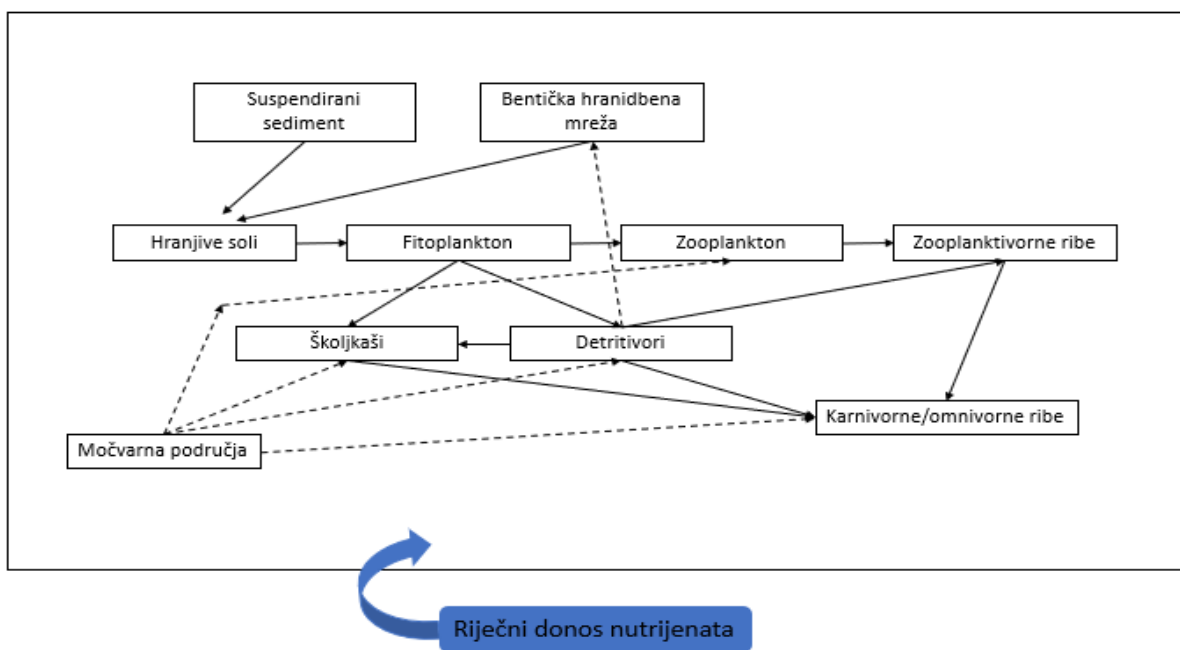 Suspendirani
sediment
Bentička hranidbena
mreža
Hranjive soli
Fitoplankton
Zooplankton
Zooplanktivorne ribe
Školjkaši
Detritivori
Karnivorne/omnivorne ribe
Močvarna područja
Riječni donos nutrijenata